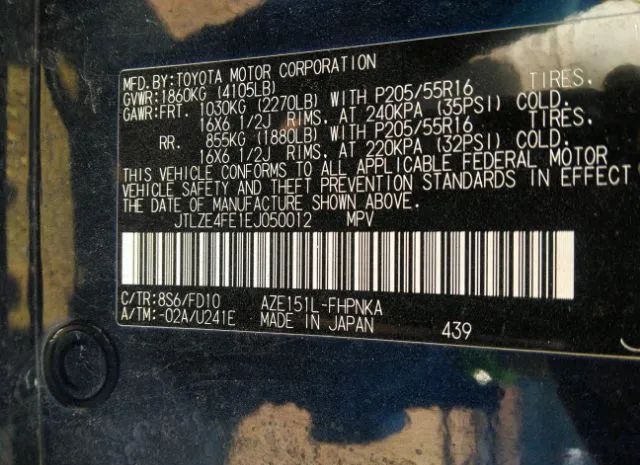 MFD.BY:TOYOTA MOTOR CORPORATION
GVWR:1860KG (4105LB)
GAWR:FRT. 1030KG (2270LB) WITH P205/55R16 TIRES,
16X6 1/2J RIMS, AT 240KPA (35PSI) COLD.
RR. 855KG (1880LB) WITH P205/55R16 TIRES,
16X6 1/2J RIMS, AT 220KPA (32PSI) COLD.
THIS VEHICLE CONFORMS TO ALL APPLICABLE FEDERAL MOTOR
VEHICLE SAFETY AND THEFT PREVENTION STANDARDS IN EFFECT
THE DATE OF MANUFACTURE SHOWN ABOVE.
JTLZE4FE1EJ050012 MPV
C/TR:8S6/FD10 AZE151L-FHPNKA
A/TM:-02A/U241E MADE IN JAPAN 439